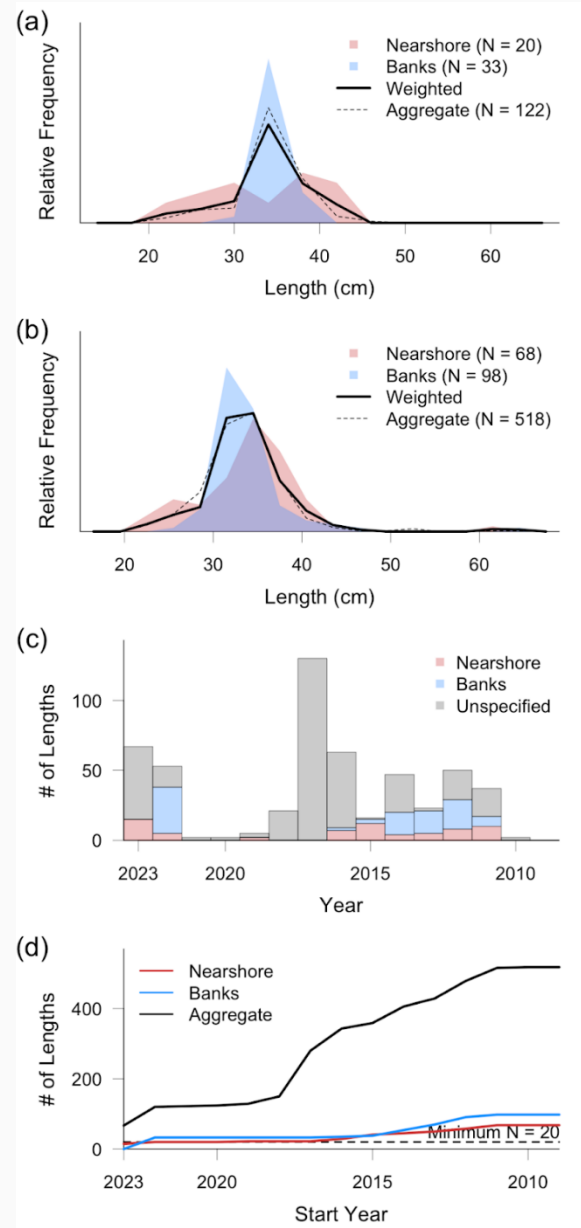 (a)
Relative Frequency
Nearshore (N = 20)
Banks (N = 33)
Weighted
Aggregate (N = 122)
20 30 40 50 60
Length (cm)
(b)
Relative Frequency
Nearshore (N = 68)
Banks (N = 98)
Weighted
Aggregate (N = 518)
20 30 40 50 60
Length (cm)
(c)
# of Lengths
100
50
0
Nearshore
Banks
Unspecified
2023 2020 2015 2010
Year
(d)
# of Lengths
400
200
0
Nearshore
Banks
Aggregate
Minimum N = 20
2023 2020 2015 2010
Start Year